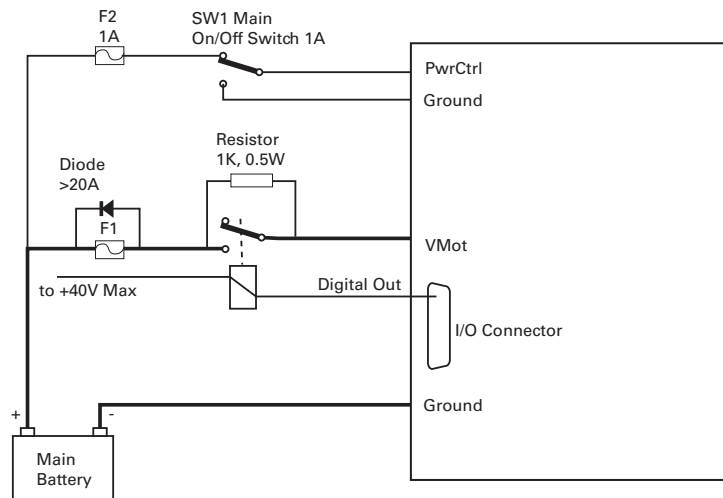 F2
1A
SW1 Main
On/Off Switch 1A
PwrCtrl
Ground
Resistor
1K, 0.5W
Diode
>20A
F1
VMot
to +40V Max
Digital Out
I/O Connector
Ground
+
-
Main
Battery